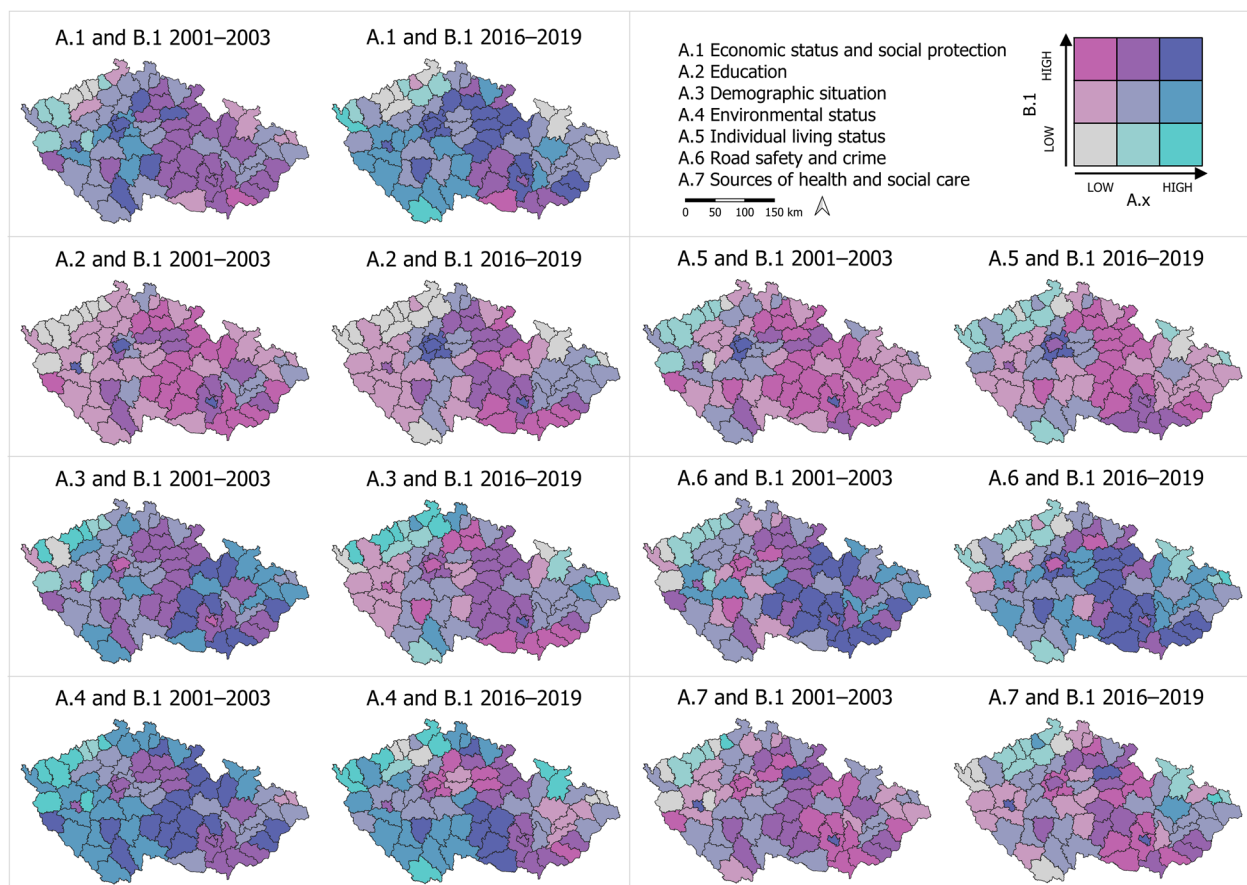 A.1 and B.1 2001–2003
A.1 and B.1 2016–2019
A.1 Economic status and social protection
A.2 Education
A.3 Demographic situation
A.4 Environmental status
A.5 Individual living status
A.6 Road safety and crime
A.7 Sources of health and social care
0 50 100 150 km
HIGH
B.1
LOW
LOW HIGH
A.x
A.2 and B.1 2001–2003
A.2 and B.1 2016–2019
A.5 and B.1 2001–2003
A.5 and B.1 2016–2019
A.3 and B.1 2001–2003
A.3 and B.1 2016–2019
A.6 and B.1 2001–2003
A.6 and B.1 2016–2019
A.4 and B.1 2001–2003
A.4 and B.1 2016–2019
A.7 and B.1 2001–2003
A.7 and B.1 2016–2019